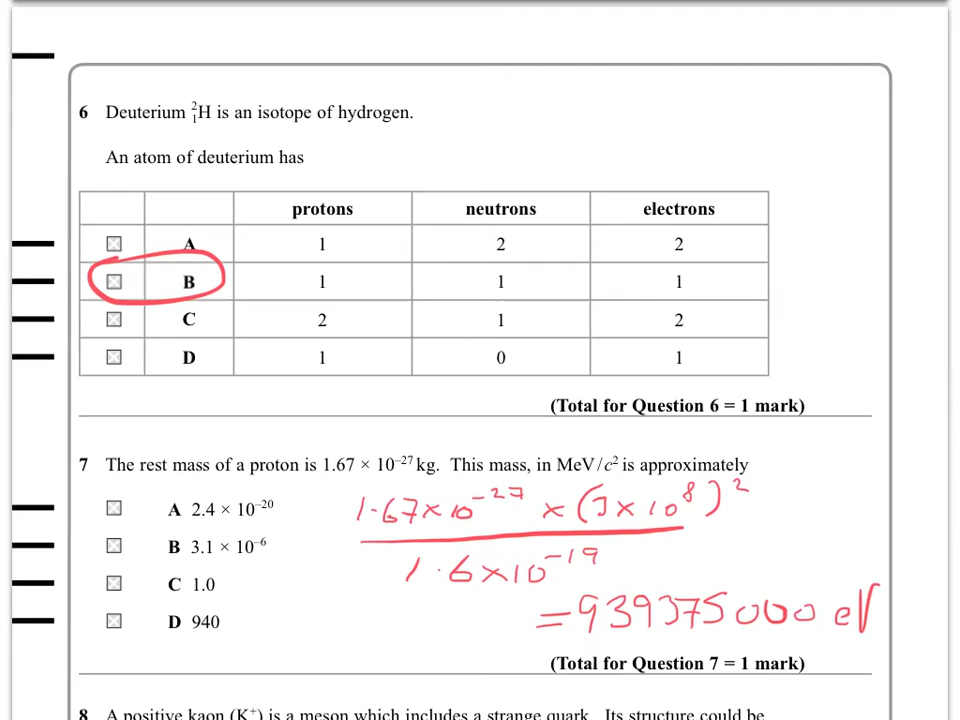 6 Deuterium ²₁H is an isotope of hydrogen.
An atom of deuterium has
protons neutrons electrons
A 1 2 2
B 1 1 1
C 2 1 2
D 1 0 1
(Total for Question 6 = 1 mark)
7 The rest mass of a proton is 1.67 × 10⁻²⁷ kg. This mass, in MeV/c² is approximately
A 2.4 × 10⁻²⁰
B 3.1 × 10⁻⁶
C 1.0
D 940
1.67×10⁻²⁷ × (3×10⁸)²
1.6×10⁻¹⁹
=939375000 eV
(Total for Question 7 = 1 mark)
8 A positive kaon (K⁺) is a meson which includes a strange quark. Its structure could be